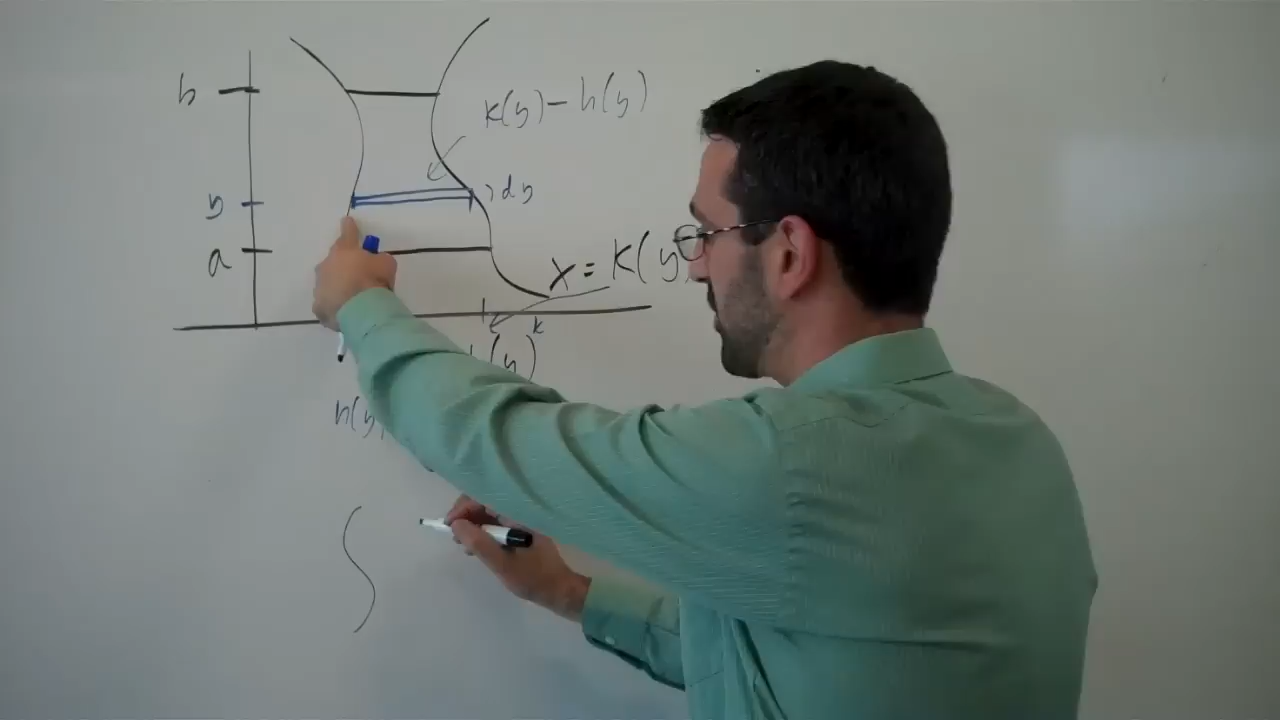 b
k(y) - h(y)
y
dy
a
x = k(y
k
(y)
h(y)
∫